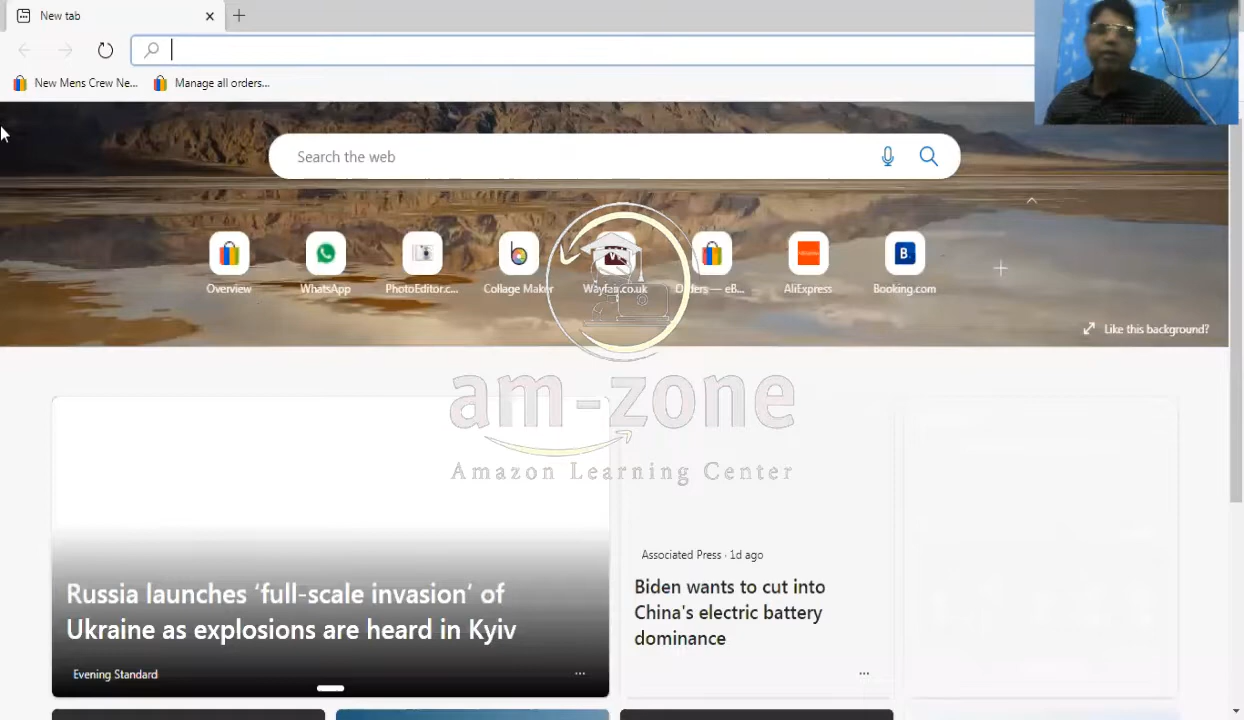 New tab
New Mens Crew Ne...
Manage all orders...
Search the web
Overview
WhatsApp
PhotoEditor.c...
Collage Maker
Wayfair.co.uk
Orders — eB...
AliExpress
Booking.com
Like this background?
am-zone
Amazon Learning Center
Russia launches ‘full-scale invasion’ of
Ukraine as explosions are heard in Kyiv
Evening Standard
Associated Press · 1d ago
Biden wants to cut into
China's electric battery
dominance